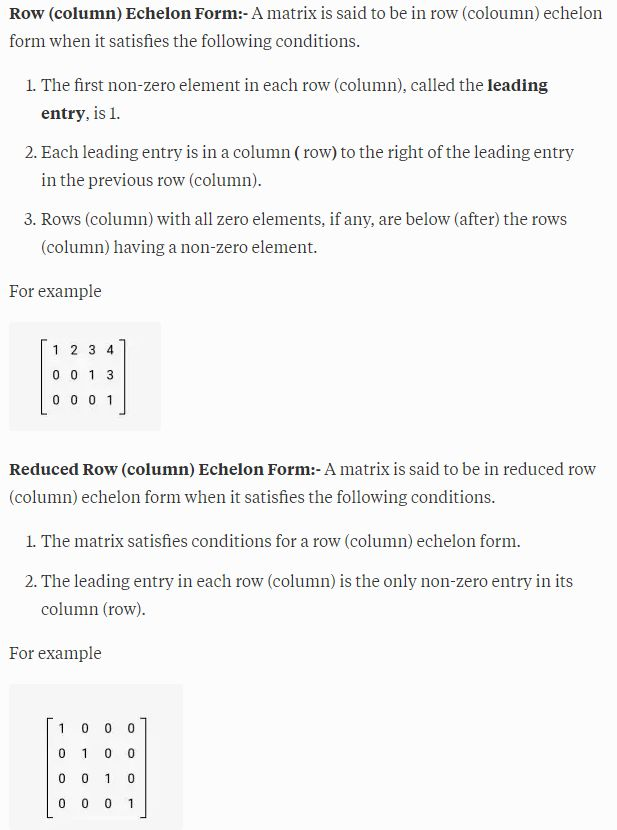 Row (column) Echelon Form:- A matrix is said to be in row (coloumn) echelon
form when it satisfies the following conditions.
1. The first non-zero element in each row (column), called the leading
entry, is 1.
2. Each leading entry is in a column ( row) to the right of the leading entry
in the previous row (column).
3. Rows (column) with all zero elements, if any, are below (after) the rows
(column) having a non-zero element.
For example
1 2 3 4
0 0 1 3
0 0 0 1
Reduced Row (column) Echelon Form:- A matrix is said to be in reduced row
(column) echelon form when it satisfies the following conditions.
1. The matrix satisfies conditions for a row (column) echelon form.
2. The leading entry in each row (column) is the only non-zero entry in its
column (row).
For example
1 0 0 0
0 1 0 0
0 0 1 0
0 0 0 1